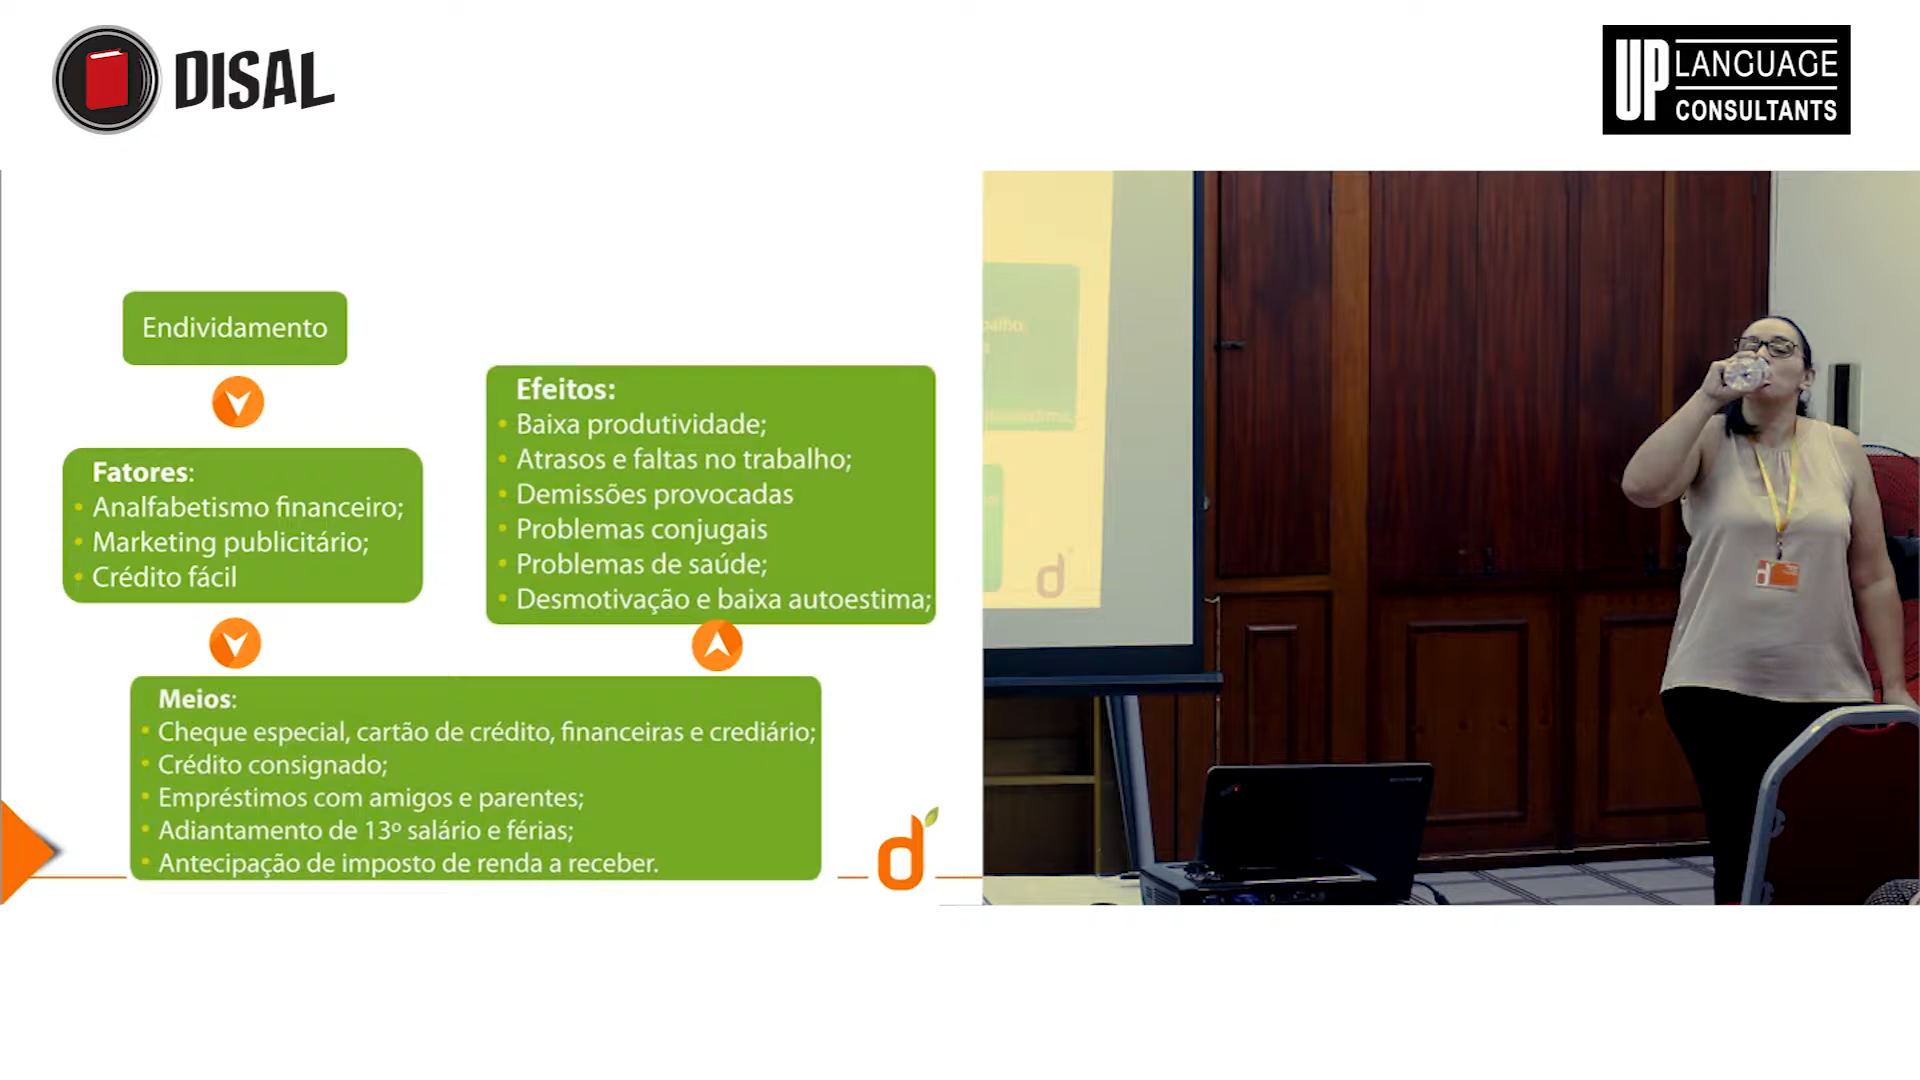 DISAL
UP LANGUAGE
CONSULTANTS
Endividamento
Fatores:
Analfabetismo financeiro;
Marketing publicitário;
Crédito fácil
Efeitos:
Baixa produtividade;
Atrasos e faltas no trabalho;
Demissões provocadas
Problemas conjugais
Problemas de saúde;
Desmotivação e baixa autoestima;
Meios:
Cheque especial, cartão de crédito, financeiras e crediário;
Crédito consignado;
Empréstimos com amigos e parentes;
Adiantamento de 13º salário e férias;
Antecipação de imposto de renda a receber.
d